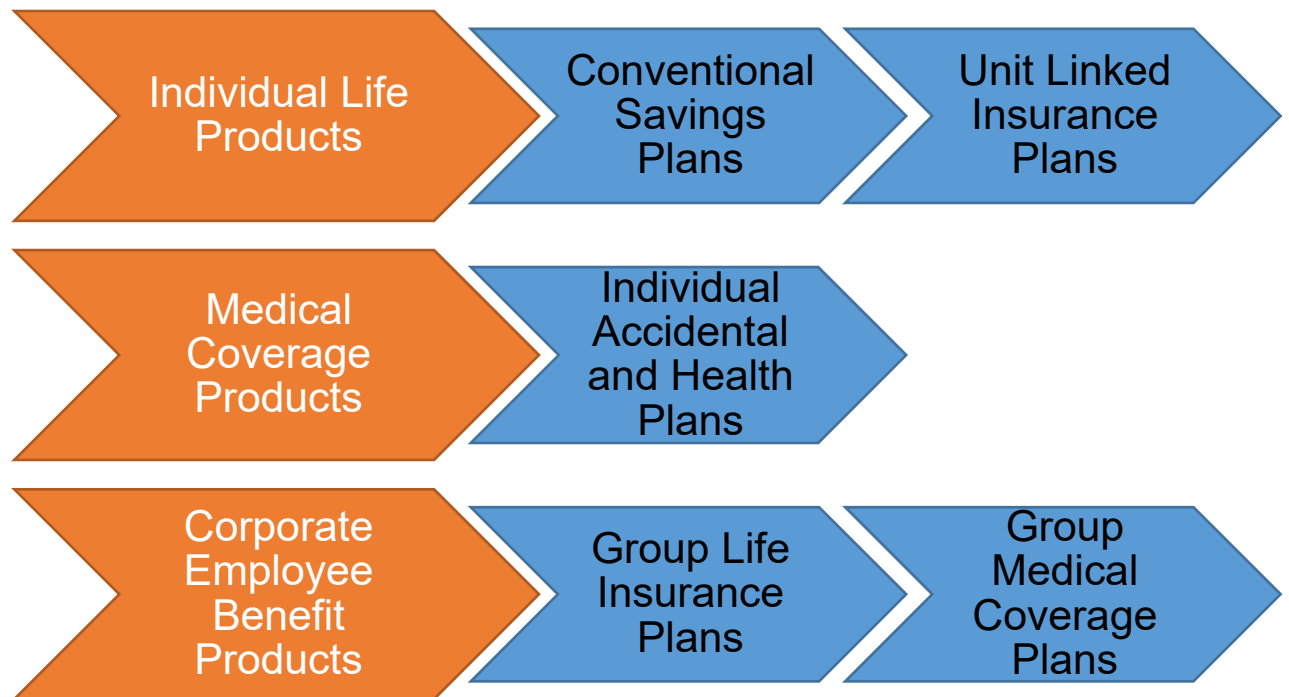 Individual Life
Products
Conventional
Savings
Plans
Unit Linked
Insurance
Plans
Medical
Coverage
Products
Individual
Accidental
and Health
Plans
Corporate
Employee
Benefit
Products
Group Life
Insurance
Plans
Group
Medical
Coverage
Plans